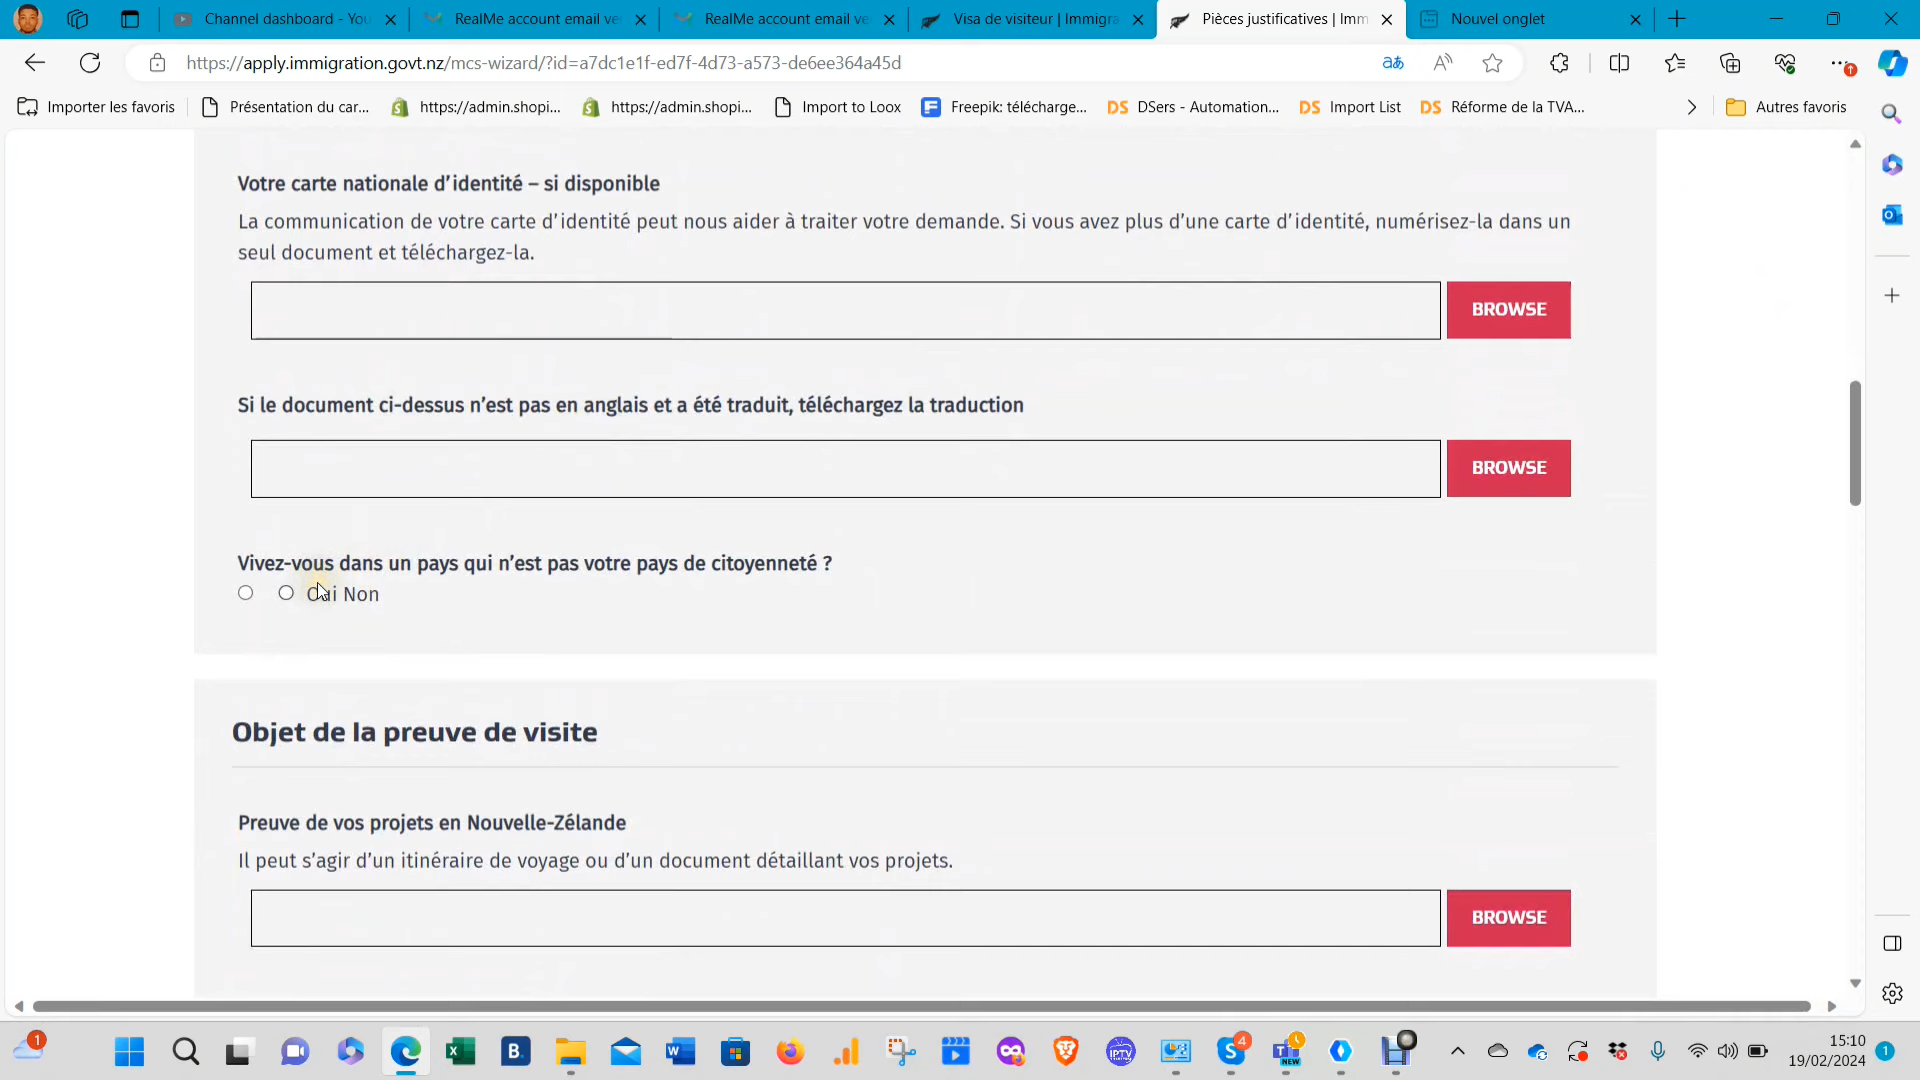 Channel dashboard - You
RealMe account email ve
RealMe account email ve
Visa de visiteur | Immigra
Pièces justificatives | Imm
Nouvel onglet
https://apply.immigration.govt.nz/mcs-wizard/?id=a7dc1e1f-ed7f-4d73-a573-de6ee364a45d
Importer les favoris
Présentation du car...
https://admin.shopi...
https://admin.shopi...
Import to Loox
Freepik: télécharge...
DSers - Automation...
Import List
Réforme de la TVA...
Autres favoris
Votre carte nationale d'identité – si disponible
La communication de votre carte d'identité peut nous aider à traiter votre demande. Si vous avez plus d'une carte d'identité, numérisez-la dans un
seul document et téléchargez-la.
BROWSE
Si le document ci-dessus n'est pas en anglais et a été traduit, téléchargez la traduction
BROWSE
Vivez-vous dans un pays qui n'est pas votre pays de citoyenneté ?
Oui Non
Objet de la preuve de visite
Preuve de vos projets en Nouvelle-Zélande
Il peut s'agir d'un itinéraire de voyage ou d'un document détaillant vos projets.
BROWSE
15:10
19/02/2024